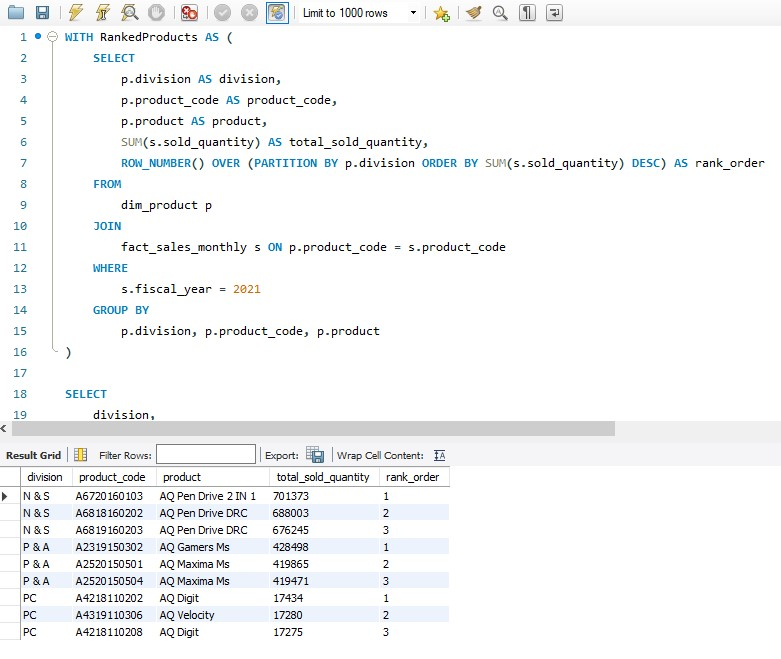 Limit to 1000 rows
1 WITH RankedProducts AS (
2 SELECT
3 p.division AS division,
4 p.product_code AS product_code,
5 p.product AS product,
6 SUM(s.sold_quantity) AS total_sold_quantity,
7 ROW_NUMBER() OVER (PARTITION BY p.division ORDER BY SUM(s.sold_quantity) DESC) AS rank_order
8 FROM
9 dim_product p
10 JOIN
11 fact_sales_monthly s ON p.product_code = s.product_code
12 WHERE
13 s.fiscal_year = 2021
14 GROUP BY
15 p.division, p.product_code, p.product
16 )
17
18 SELECT
19 division,
Result Grid Filter Rows: Export: Wrap Cell Content: IA
division product_code product total_sold_quantity rank_order
N & S A6720160103 AQ Pen Drive 2 IN 1 701373 1
N & S A6818160202 AQ Pen Drive DRC 688003 2
N & S A6819160203 AQ Pen Drive DRC 676245 3
P & A A2319150302 AQ Gamers Ms 428498 1
P & A A2520150501 AQ Maxima Ms 419865 2
P & A A2520150504 AQ Maxima Ms 419471 3
PC A4218110202 AQ Digit 17434 1
PC A4319110306 AQ Velocity 17280 2
PC A4218110208 AQ Digit 17275 3